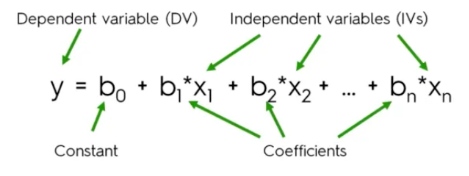 Dependent variable (DV) Independent variables (IVs)
y = b₀ + b₁*x₁ + b₂*x₂ + ... + bₙ*xₙ
Constant Coefficients